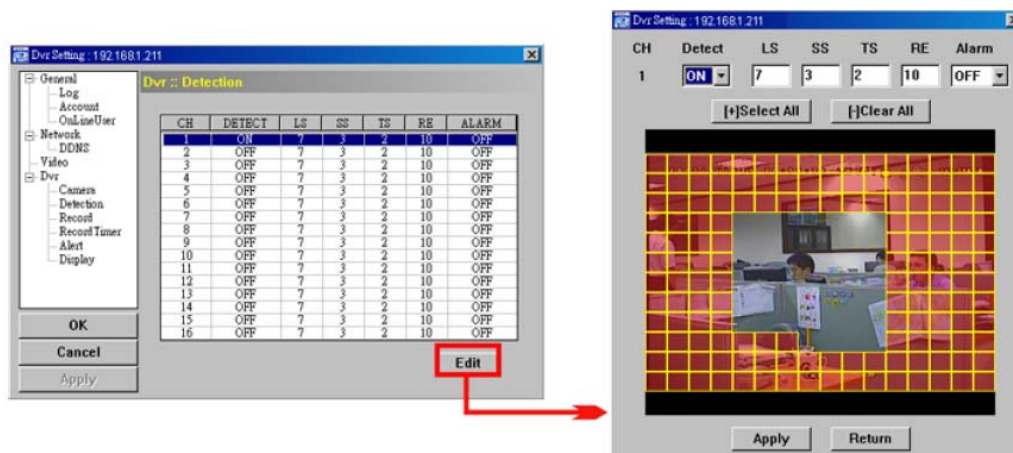 Dvr Setting : 192.168.1.211
General
Log
Account
OnLineUser
Network
DDNS
Video
Dvr
Camera
Detection
Record
Record Timer
Alert
Display
OK
Cancel
Apply
Dvr :: Detection
CH DETECT LS SS TS RE ALARM
1 ON 7 3 2 10 OFF
2 OFF 7 3 2 10 OFF
3 OFF 7 3 2 10 OFF
4 OFF 7 3 2 10 OFF
5 OFF 7 3 2 10 OFF
6 OFF 7 3 2 10 OFF
7 OFF 7 3 2 10 OFF
8 OFF 7 3 2 10 OFF
9 OFF 7 3 2 10 OFF
10 OFF 7 3 2 10 OFF
11 OFF 7 3 2 10 OFF
12 OFF 7 3 2 10 OFF
13 OFF 7 3 2 10 OFF
14 OFF 7 3 2 10 OFF
15 OFF 7 3 2 10 OFF
16 OFF 7 3 2 10 OFF
Edit
Dvr Setting : 192.168.1.211
CH Detect LS SS TS RE Alarm
1 ON 7 3 2 10 OFF
[+]Select All [-]Clear All
Apply Return